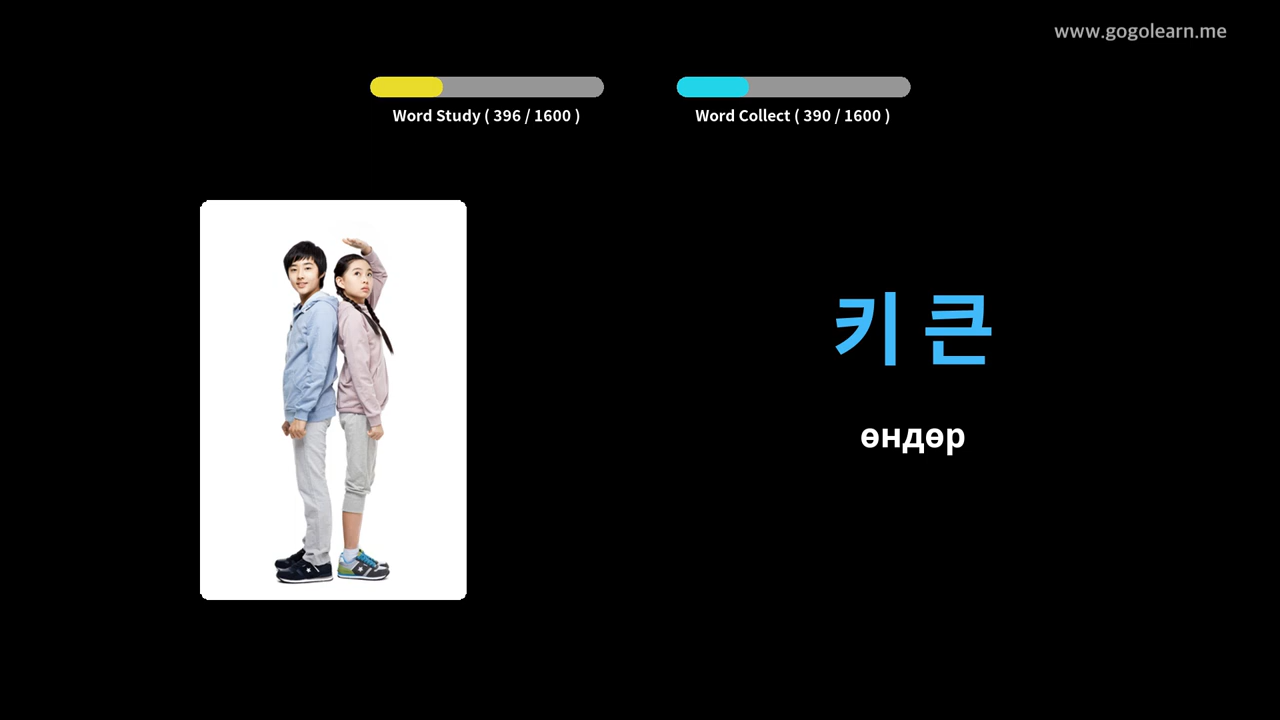 www.gogolearn.me
Word Study ( 396 / 1600 )
Word Collect ( 390 / 1600 )
키 큰
өндөр